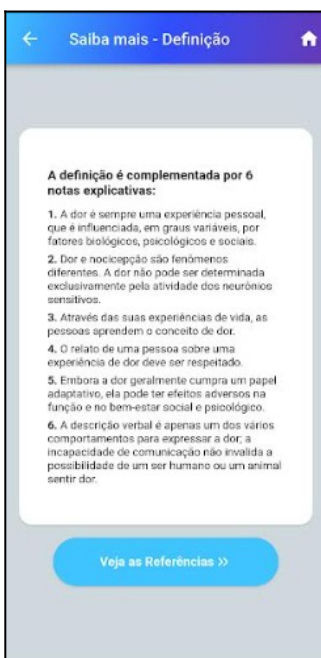 Saiba mais - Definição
A definição é complementada por 6
notas explicativas:
1. A dor é sempre uma experiência pessoal,
que é influenciada, em graus variáveis, por
fatores biológicos, psicológicos e sociais.
2. Dor e nocicepção são fenômenos
diferentes. A dor não pode ser determinada
exclusivamente pela atividade dos neurônios
sensitivos.
3. Através das suas experiências de vida, as
pessoas aprendem o conceito de dor.
4. O relato de uma pessoa sobre uma
experiência de dor deve ser respeitado.
5. Embora a dor geralmente cumpra um papel
adaptativo, ela pode ter efeitos adversos na
função e no bem-estar social e psicológico.
6. A descrição verbal é apenas um dos vários
comportamentos para expressar a dor; a
incapacidade de comunicação não invalida a
possibilidade de um ser humano ou um animal
sentir dor.
Veja as Referências »